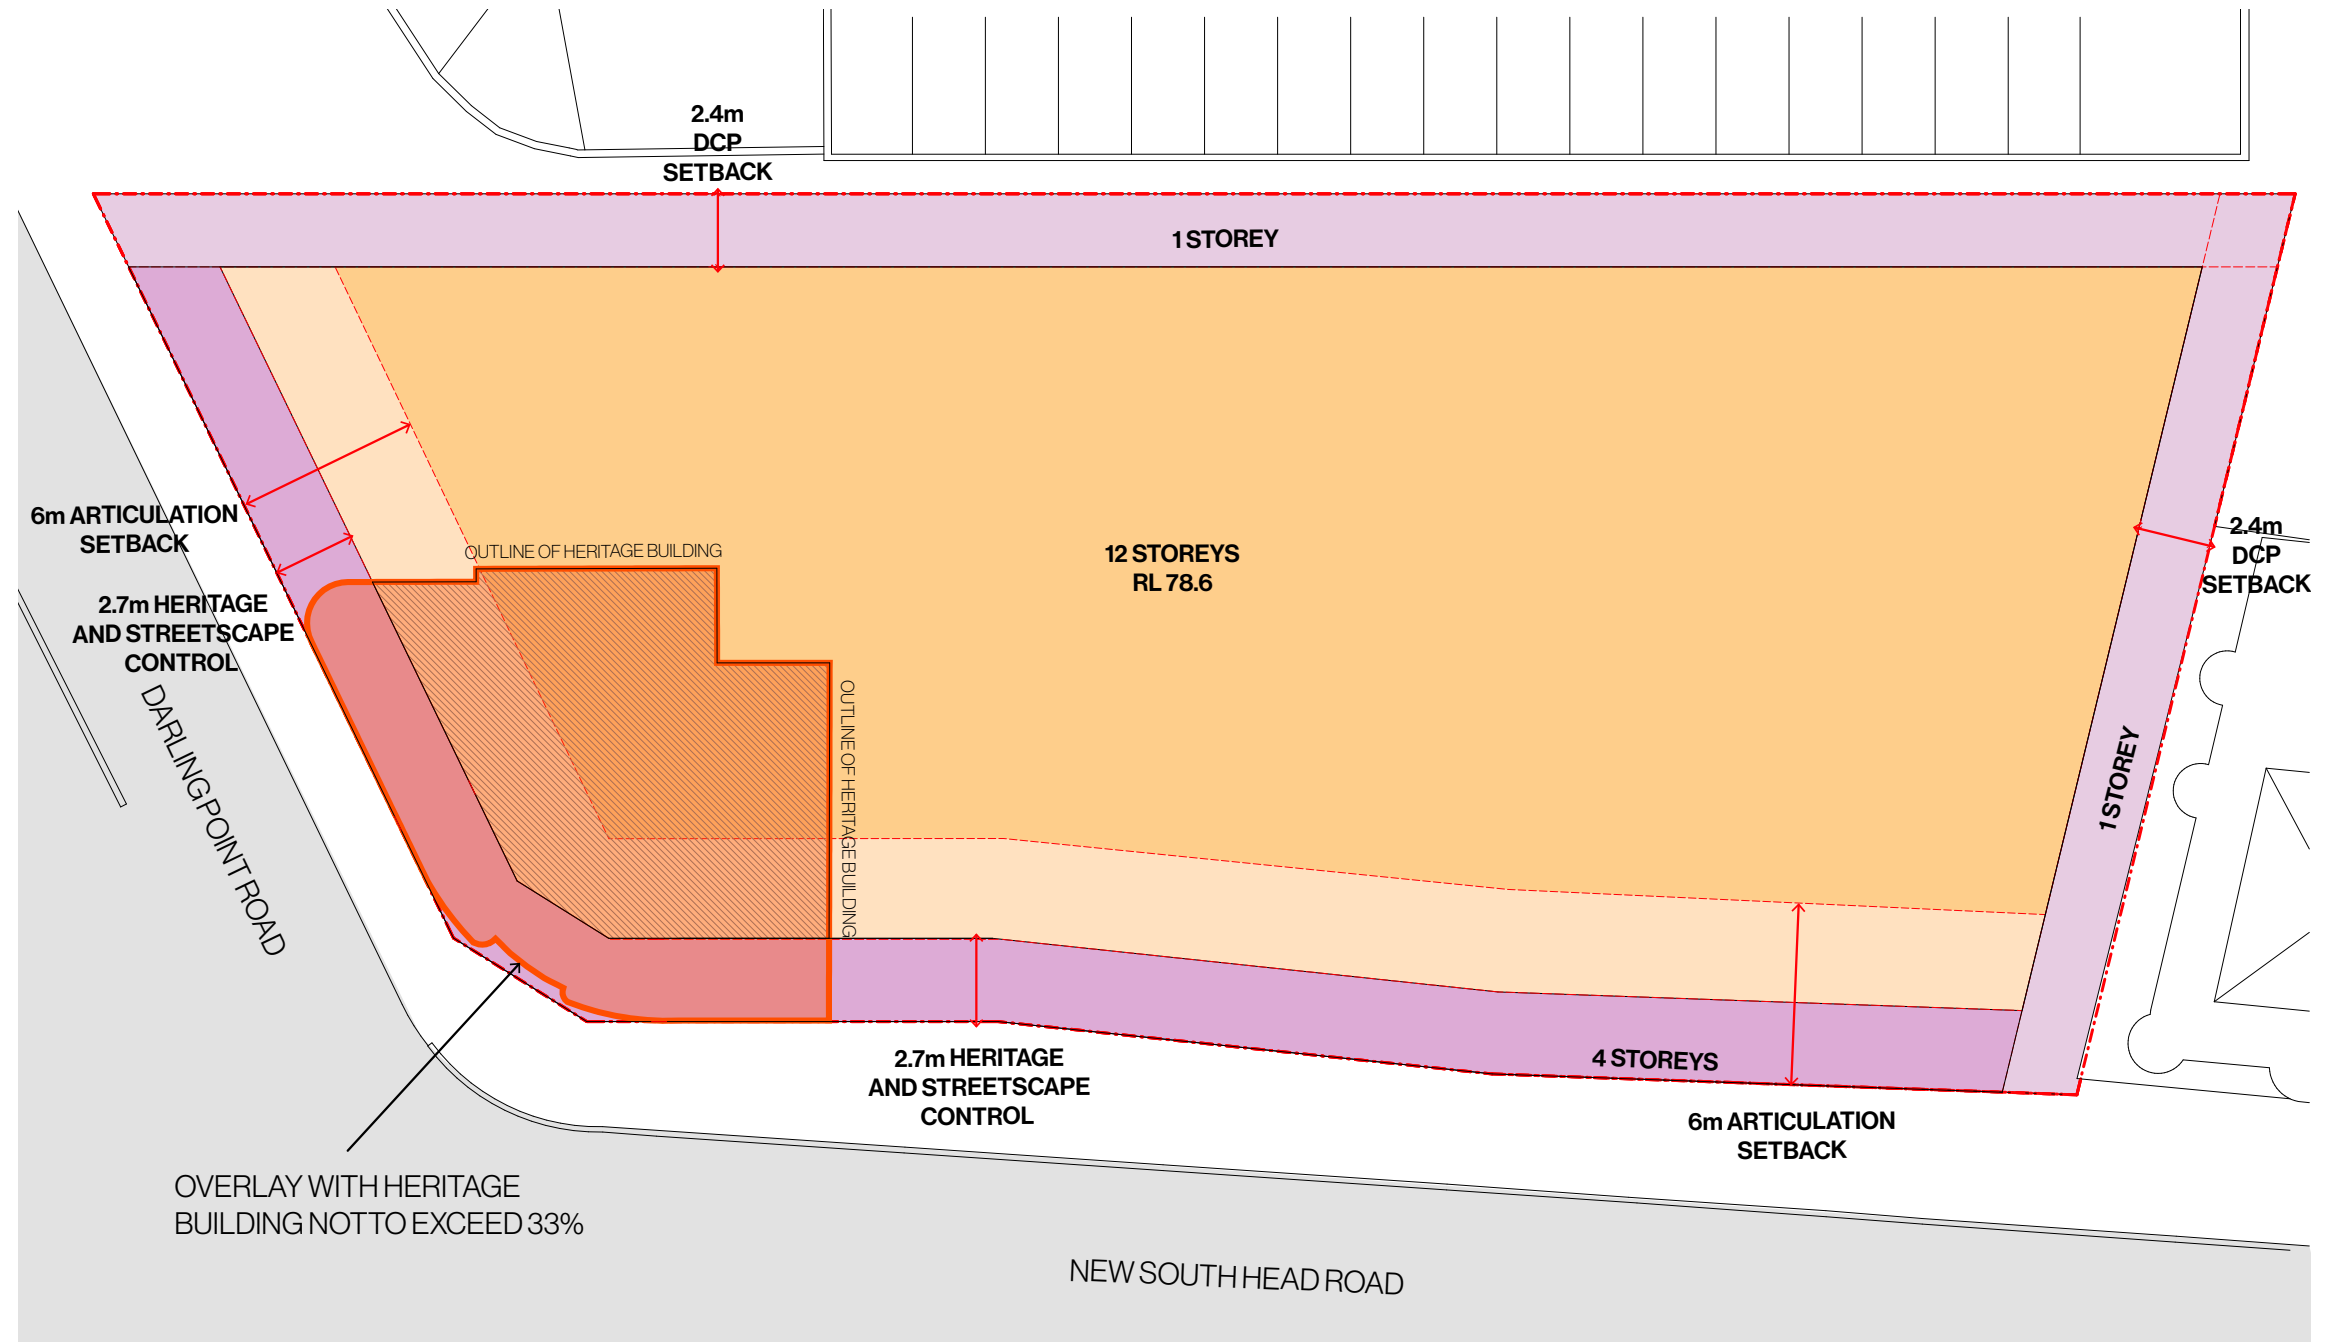 2.4m
DCP
SETBACK
1 STOREY
6m ARTICULATION
SETBACK
2.7m HERITAGE
AND STREETSCAPE
CONTROL
OUTLINE OF HERITAGE BUILDING
12 STOREYS
RL 78.6
2.4m
DCP
SETBACK
DARLING POINT ROAD
OUTLINE OF HERITAGE BUILDING
1 STOREY
2.7m HERITAGE
AND STREETSCAPE
CONTROL
4 STOREYS
6m ARTICULATION
SETBACK
OVERLAY WITH HERITAGE
BUILDING NOT TO EXCEED 33%
NEW SOUTH HEAD ROAD